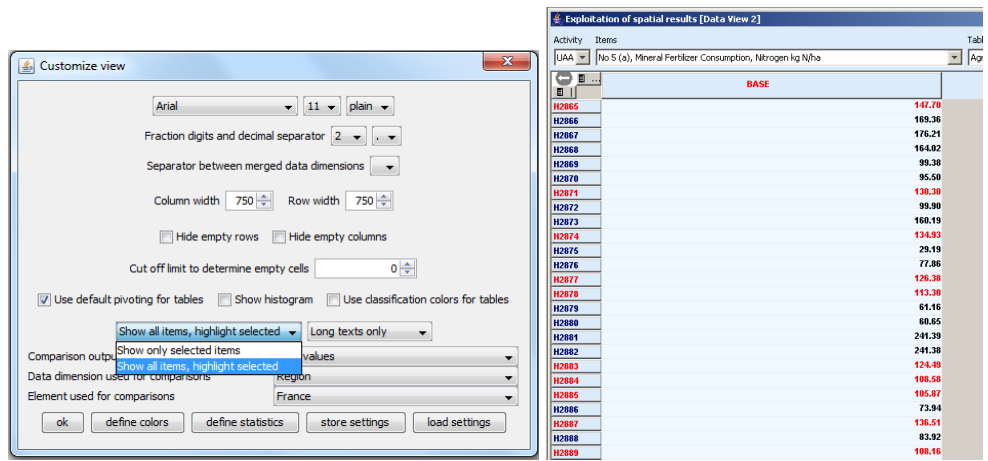 Customize view
Arial 11 plain
Fraction digits and decimal separator 2 .
Separator between merged data dimensions
Column width 750 Row width 750
Hide empty rows Hide empty columns
Cut off limit to determine empty cells 0
Use default pivoting for tables Show histogram Use classification colors for tables
Show all items, highlight selected Long texts only
Show only selected items
Show all items, highlight selected
Comparison outpu values
Data dimension used for comparisons Region
Element used for comparisons France
ok define colors define statistics store settings load settings
Exploitation of spatial results [Data View 2]
Activity Items Tabl
UAA No 5 (a), Mineral Fertilizer Consumption, Nitrogen kg N/ha Agr
BASE
H2865 147.70
H2866 169.36
H2867 176.21
H2868 164.02
H2869 99.38
H2870 95.50
H2871 130.30
H2872 99.90
H2873 160.19
H2874 134.93
H2875 29.19
H2876 77.86
H2877 126.38
H2878 113.30
H2879 61.16
H2880 60.65
H2881 241.39
H2882 241.38
H2883 124.49
H2884 108.58
H2885 105.87
H2886 73.94
H2887 136.51
H2888 83.92
H2889 108.16